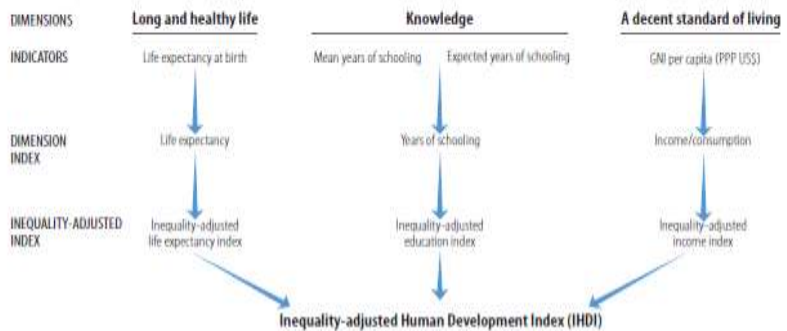 DIMENSIONS Long and healthy life Knowledge A decent standard of living
INDICATORS Life expectancy at birth Mean years of schooling Expected years of schooling GNI per capita (PPP US$)
DIMENSION
INDEX
Life expectancy Years of schooling Income/consumption
INEQUALITY-ADJUSTED
INDEX
Inequality-adjusted
life expectancy index
Inequality-adjusted
education index
Inequality-adjusted
income index
Inequality-adjusted Human Development Index (IHDI)